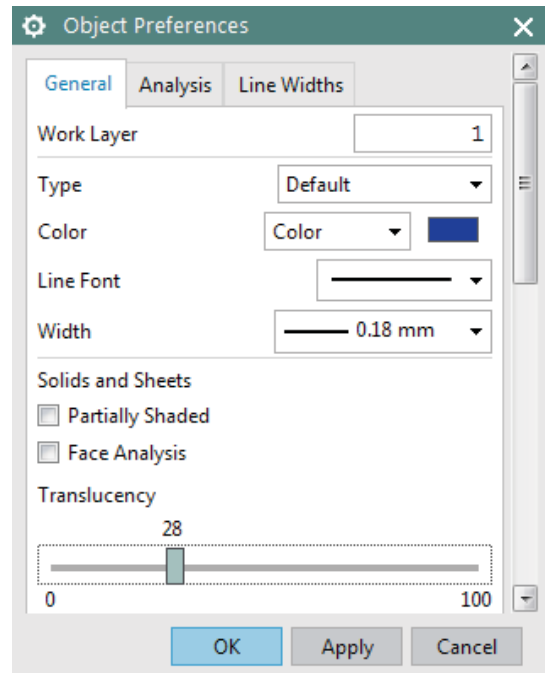 Object Preferences
General Analysis Line Widths
Work Layer 1
Type Default
Color Color
Line Font
Width 0.18 mm
Solids and Sheets
Partially Shaded
Face Analysis
Translucency
28
0 100
OK Apply Cancel